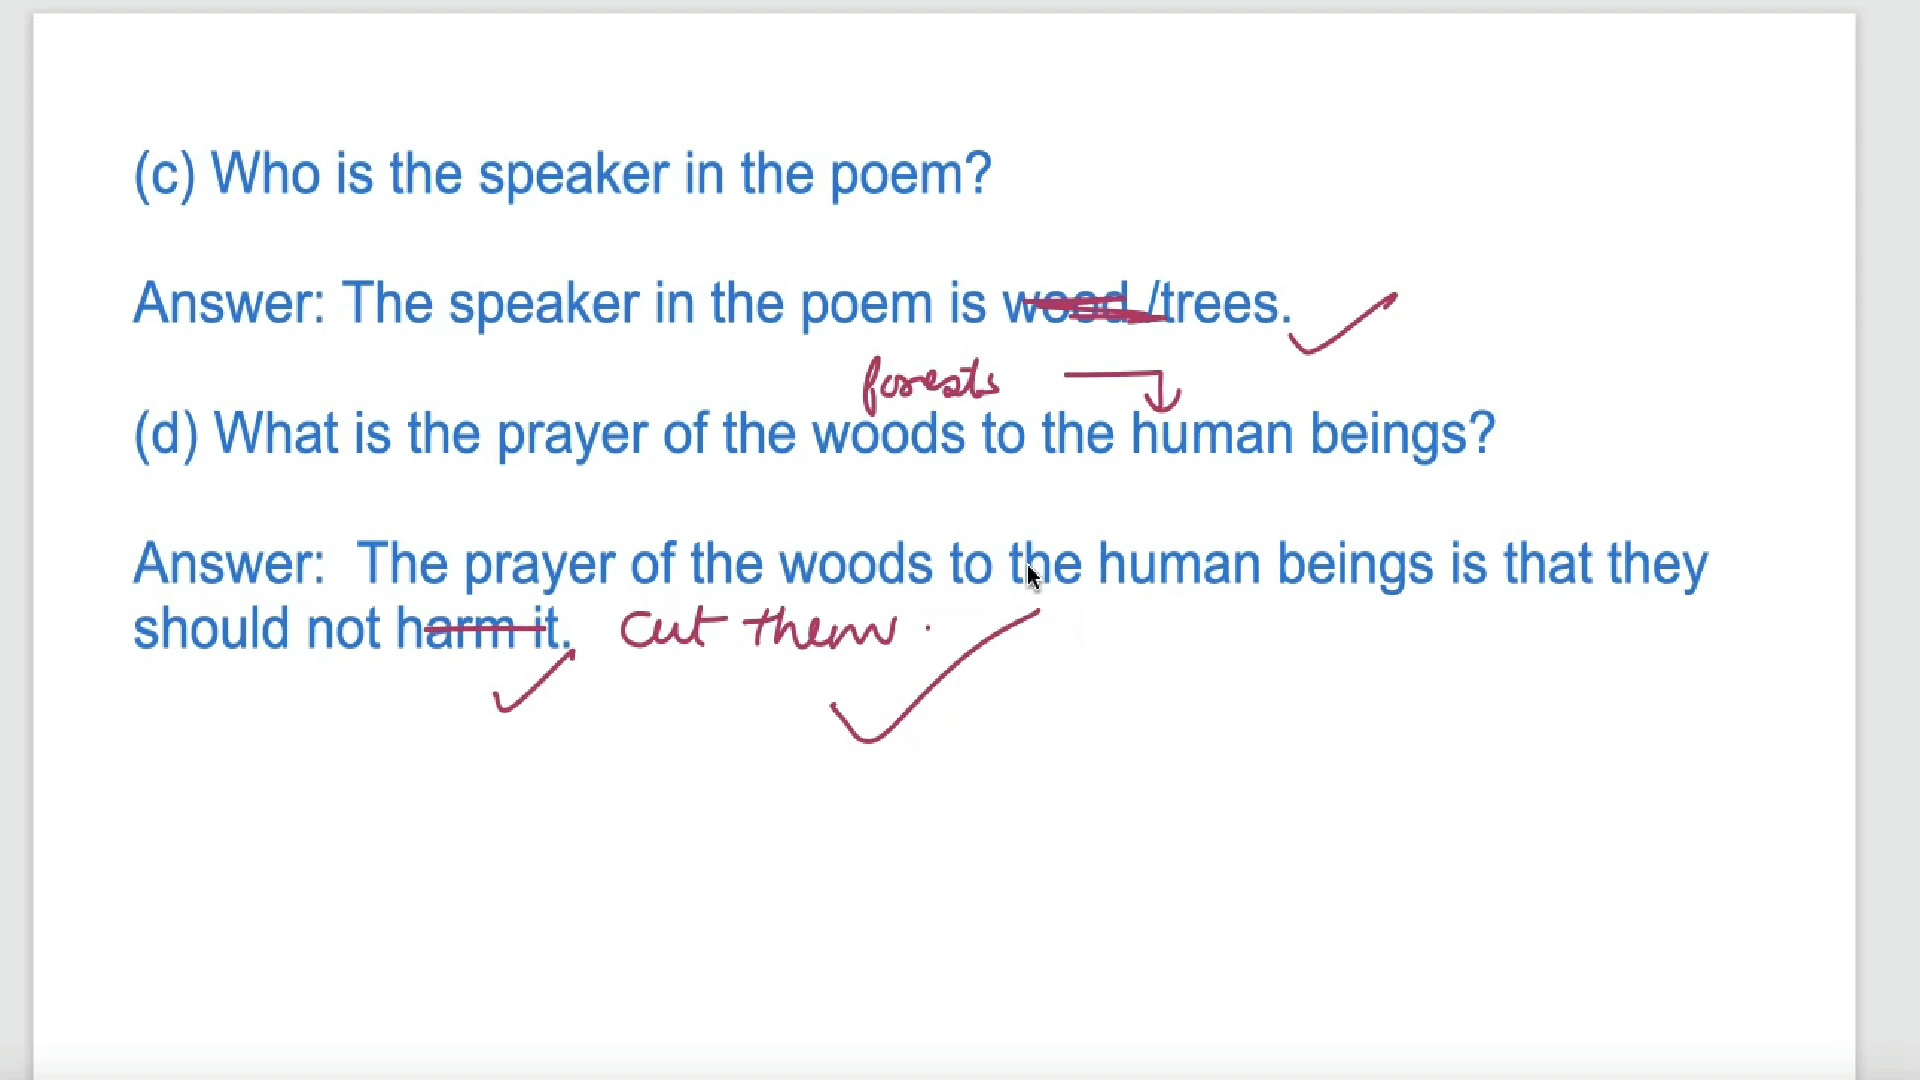 (c) Who is the speaker in the poem?
Answer: The speaker in the poem is wood /trees.
forests
(d) What is the prayer of the woods to the human beings?
Answer: The prayer of the woods to the human beings is that they
should not harm it. cut them.